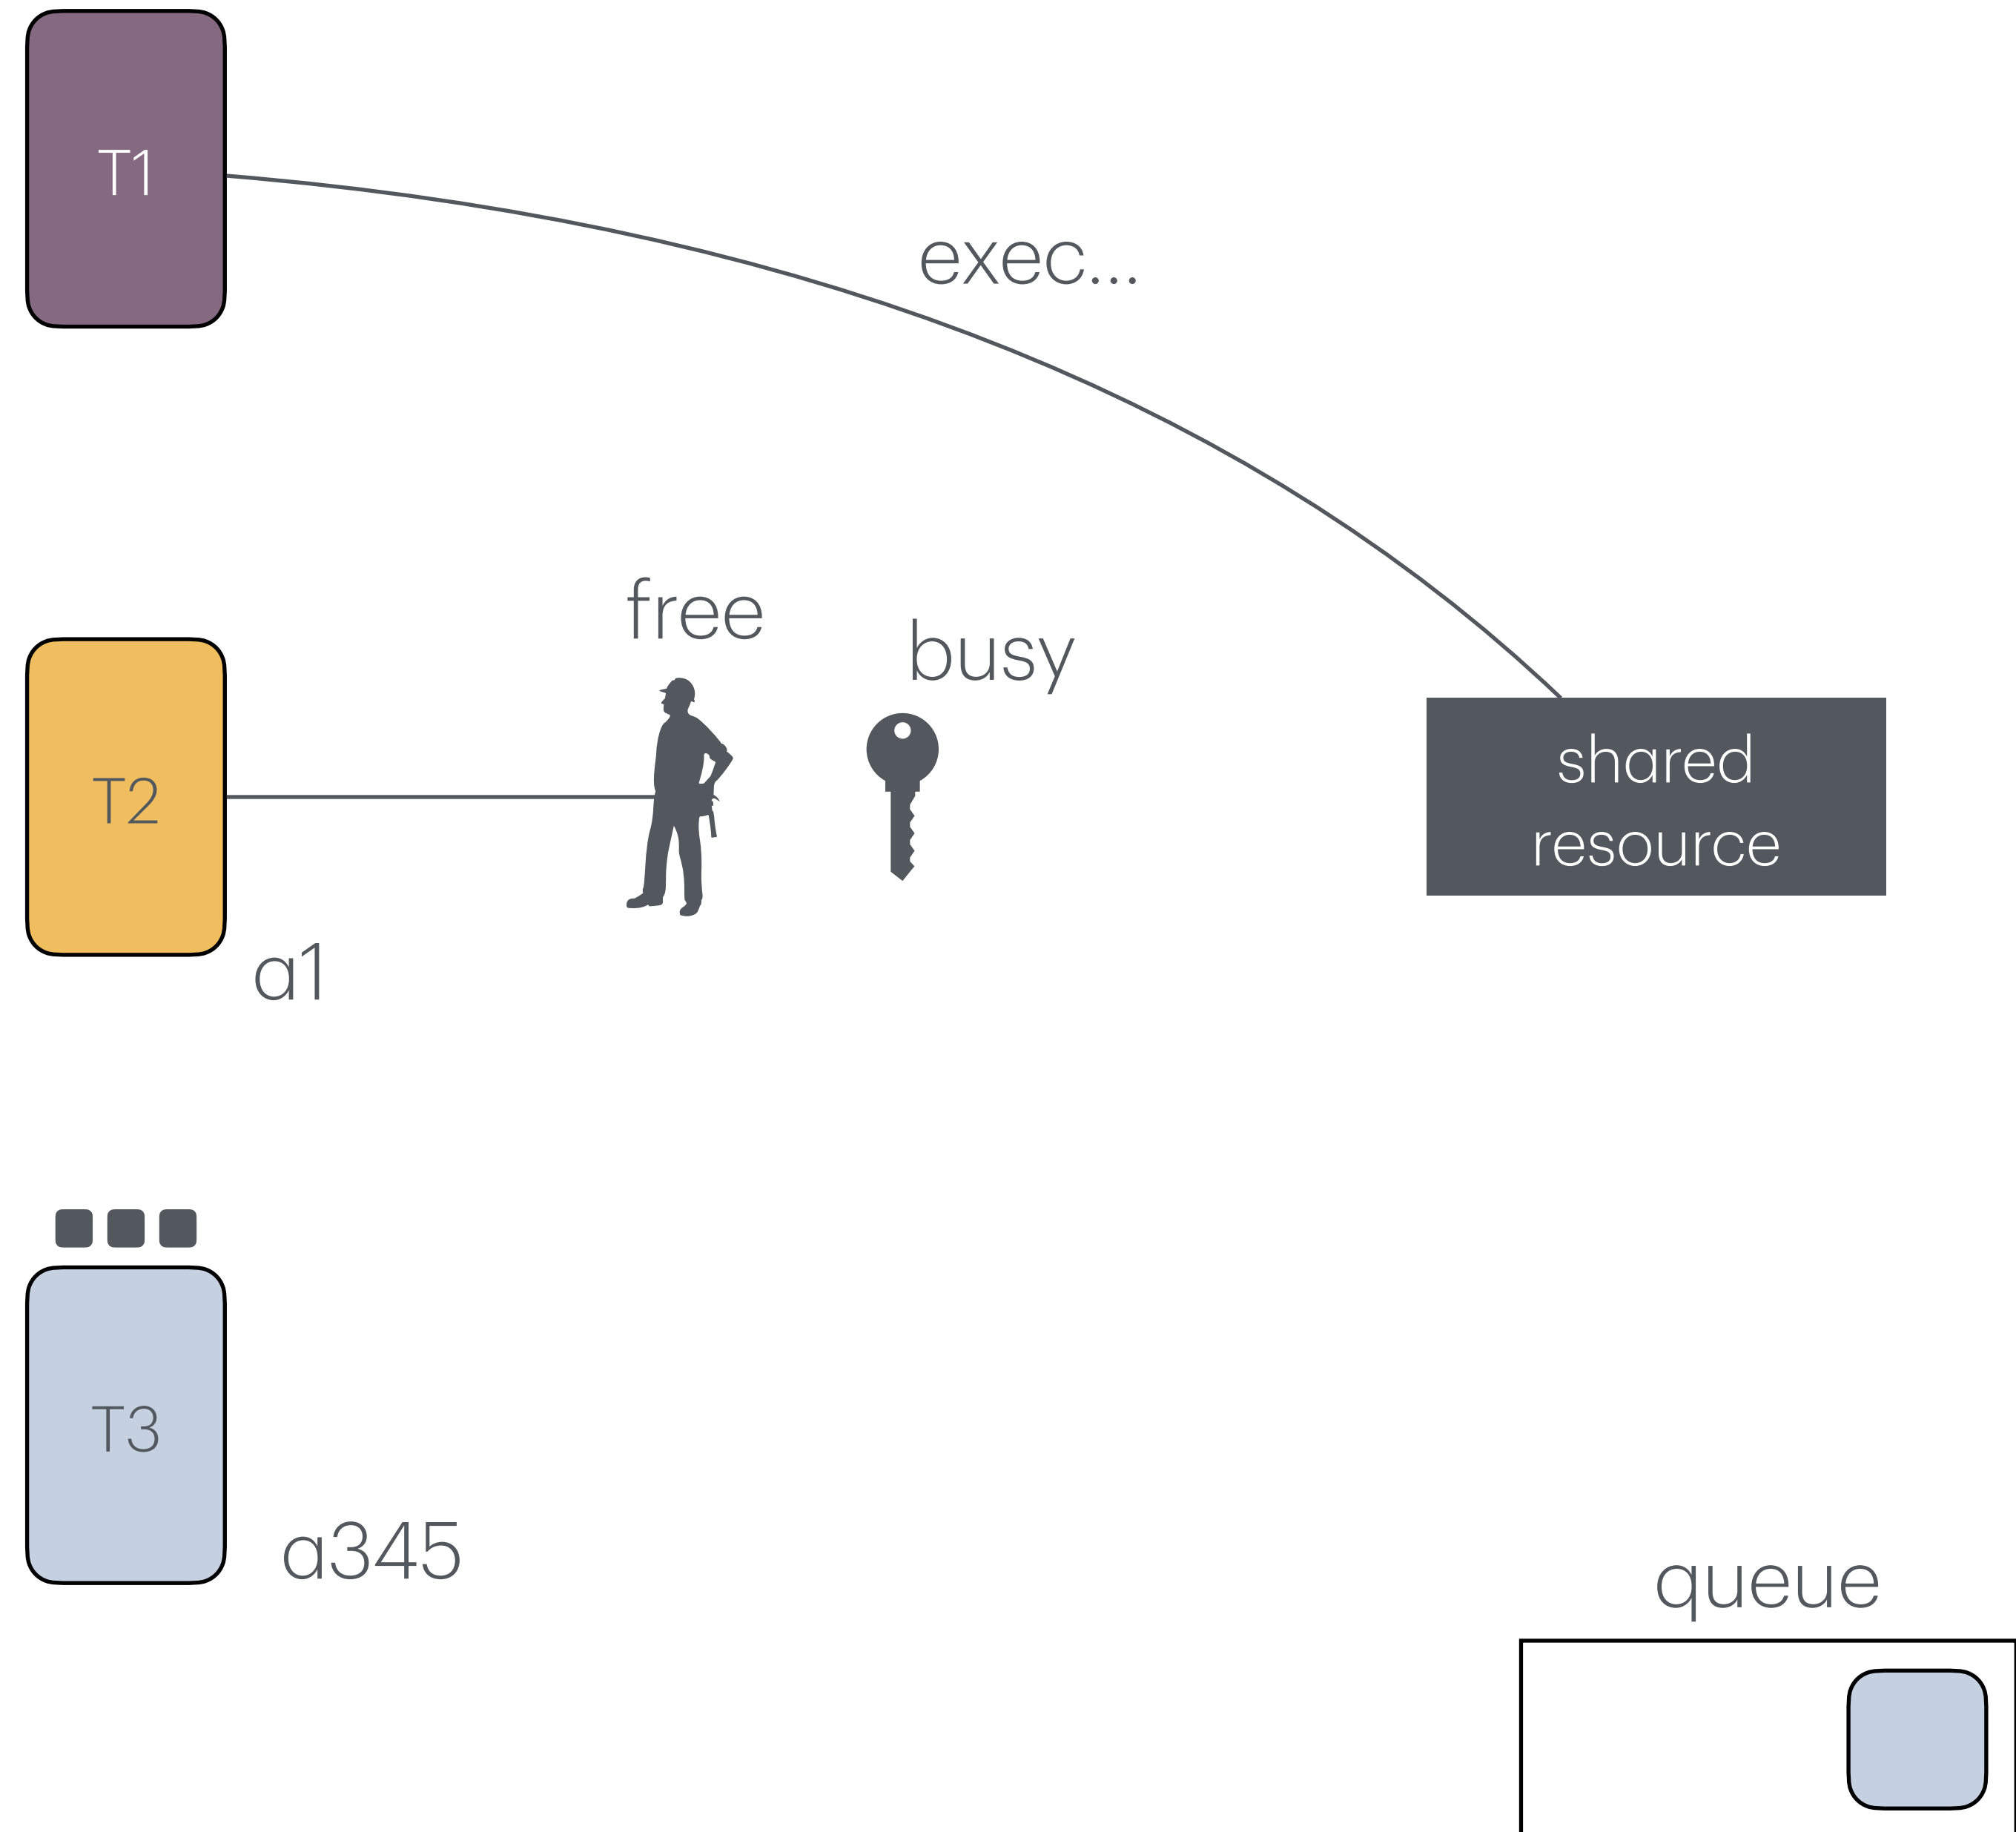 T1
exec...
free
busy
shared
resource
T2
a1
T3
a345
queue